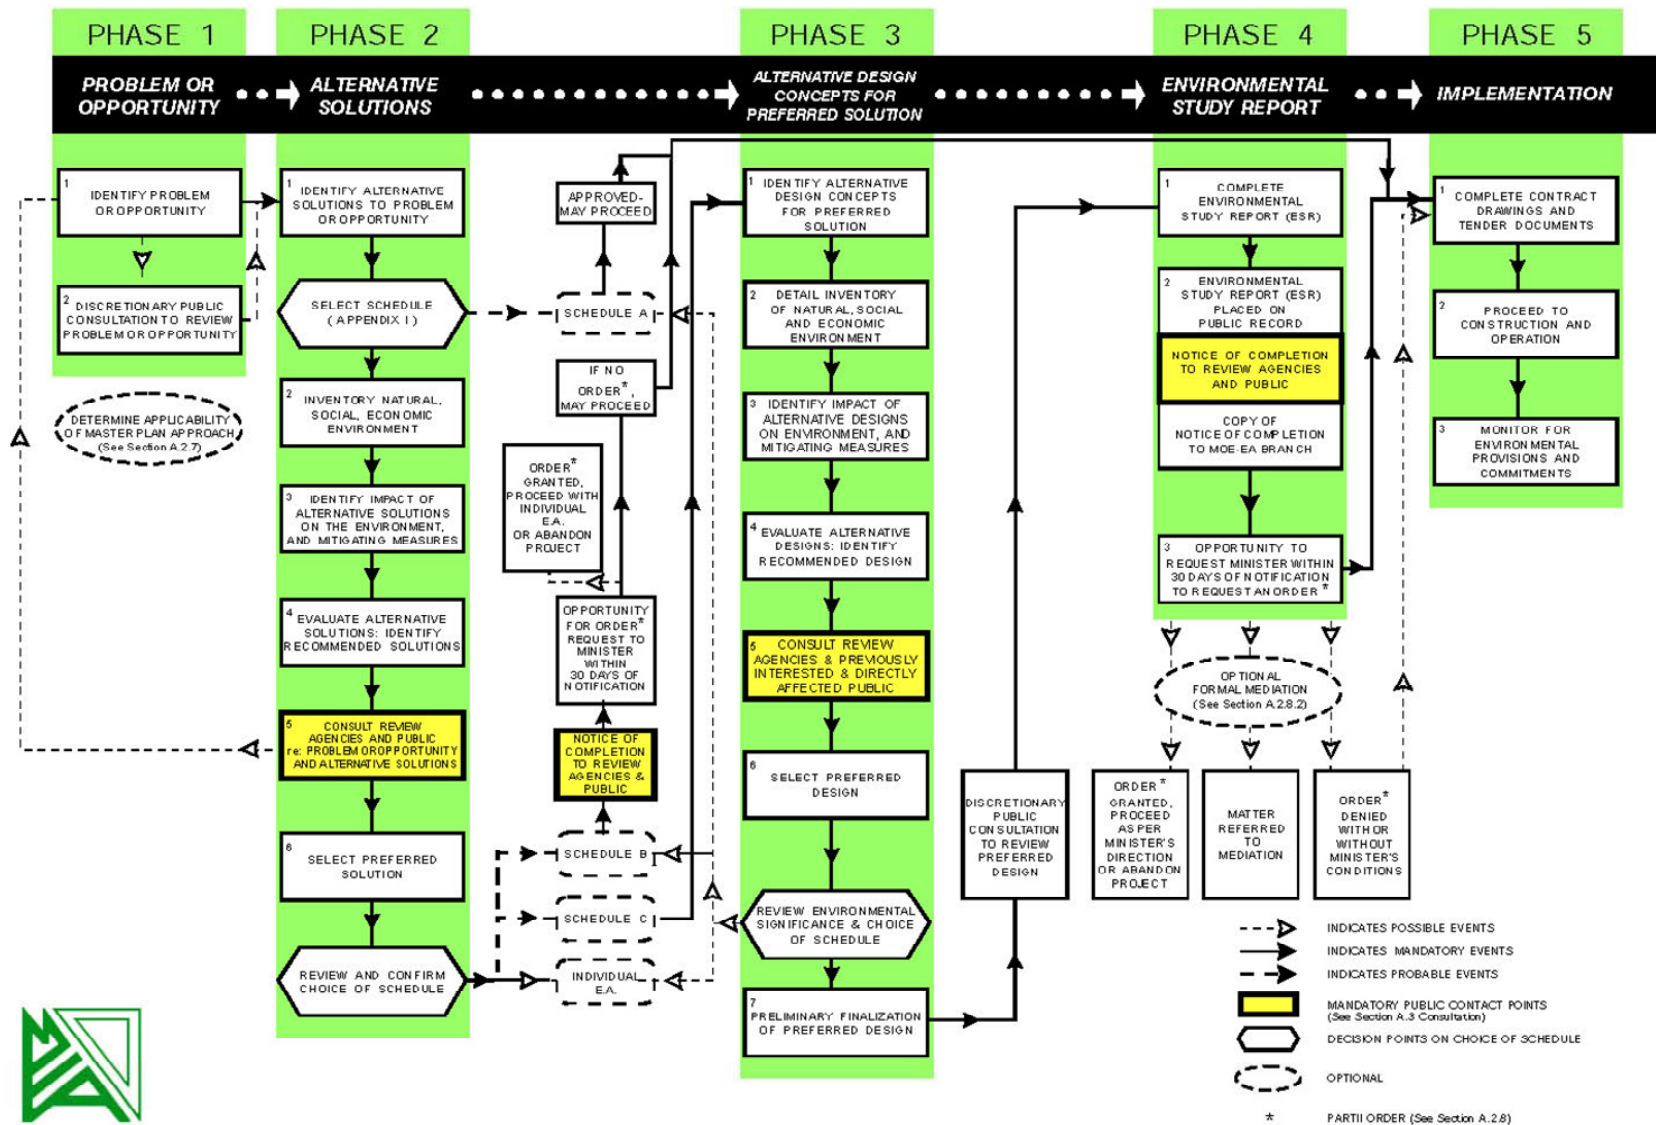 PHASE 1
PHASE 2
PHASE 3
PHASE 4
PHASE 5
PROBLEM OR
OPPORTUNITY
ALTERNATIVE
SOLUTIONS
ALTERNATIVE DESIGN
CONCEPTS FOR
PREFERRED SOLUTION
ENVIRONMENTAL
STUDY REPORT
IMPLEMENTATION
1
IDENTIFY PROBLEM
OR OPPORTUNITY
2
DISCRETIONARY PUBLIC
CONSULTATION TO REVIEW
PROBLEM OR OPPORTUNITY
DETERMINE APPLICABILITY
OF MASTER PLAN APPROACH
(See Section A.2.7)
1
IDENTIFY ALTERNATIVE
SOLUTIONS TO PROBLEM
OR OPPORTUNITY
SELECT SCHEDULE
(APPENDIX I)
2
INVENTORY NATURAL,
SOCIAL, ECONOMIC
ENVIRONMENT
3
IDENTIFY IMPACT OF
ALTERNATIVE SOLUTIONS
ON THE ENVIRONMENT,
AND MITIGATING MEASURES
4
EVALUATE ALTERNATIVE
SOLUTIONS: IDENTIFY
RECOMMENDED SOLUTIONS
5
CONSULT REVIEW
AGENCIES AND PUBLIC
re: PROBLEM OR OPPORTUNITY
AND ALTERNATIVE SOLUTIONS
6
SELECT PREFERRED
SOLUTION
REVIEW AND CONFIRM
CHOICE OF SCHEDULE
APPROVED-
MAY PROCEED
SCHEDULE A
IF NO
ORDER*,
MAY PROCEED
ORDER*
GRANTED,
PROCEED WITH
INDIVIDUAL
E.A.
OR ABANDON
PROJECT
OPPORTUNITY
FOR ORDER*
REQUEST TO
MINISTER
WITHIN
30 DAYS OF
NOTIFICATION
NOTICE OF
COMPLETION
TO REVIEW
AGENCIES &
PUBLIC
SCHEDULE B
SCHEDULE C
INDIVIDUAL
E.A.
1
IDENTIFY ALTERNATIVE
DESIGN CONCEPTS
FOR PREFERRED
SOLUTION
2
DETAIL INVENTORY
OF NATURAL, SOCIAL
AND ECONOMIC
ENVIRONMENT
3
IDENTIFY IMPACT OF
ALTERNATIVE DESIGNS
ON ENVIRONMENT, AND
MITIGATING MEASURES
4
EVALUATE ALTERNATIVE
DESIGNS: IDENTIFY
RECOMMENDED DESIGN
5
CONSULT REVIEW
AGENCIES & PREVIOUSLY
INTERESTED & DIRECTLY
AFFECTED PUBLIC
6
SELECT PREFERRED
DESIGN
REVIEW ENVIRONMENTAL
SIGNIFICANCE & CHOICE
OF SCHEDULE
7
PRELIMINARY FINALIZATION
OF PREFERRED DESIGN
DISCRETIONARY
PUBLIC
CONSULTATION
TO REVIEW
PREFERRED
DESIGN
1
COMPLETE
ENVIRONMENTAL
STUDY REPORT (ESR)
2
ENVIRONMENTAL
STUDY REPORT (ESR)
PLACED ON
PUBLIC RECORD
NOTICE OF COMPLETION
TO REVIEW AGENCIES
AND PUBLIC
COPY OF
NOTICE OF COMPLETION
TO MOE-EA BRANCH
3
OPPORTUNITY TO
REQUEST MINISTER WITHIN
30 DAYS OF NOTIFICATION
TO REQUEST AN ORDER*
OPTIONAL
FORMAL MEDIATION
(See Section A.2.8.2)
ORDER*
GRANTED,
PROCEED
AS PER
MINISTER'S
DIRECTION
OR ABANDON
PROJECT
MATTER
REFERRED
TO
MEDIATION
ORDER*
DENIED
WITH OR
WITHOUT
MINISTER'S
CONDITIONS
1
COMPLETE CONTRACT
DRAWINGS AND
TENDER DOCUMENTS
2
PROCEED TO
CONSTRUCTION AND
OPERATION
3
MONITOR FOR
ENVIRONMENTAL
PROVISIONS AND
COMMITMENTS
INDICATES POSSIBLE EVENTS
INDICATES MANDATORY EVENTS
INDICATES PROBABLE EVENTS
MANDATORY PUBLIC CONTACT POINTS
(See Section A.3 Consultation)
DECISION POINTS ON CHOICE OF SCHEDULE
OPTIONAL
* PART II ORDER (See Section A.2.8)
MEA